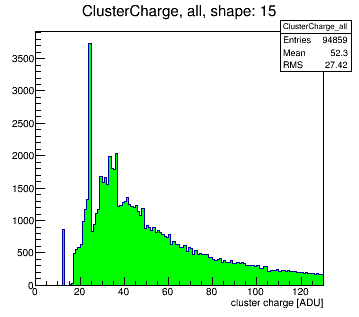 ClusterCharge, all, shape: 15
ClusterCharge_all
Entries 94859
Mean 52.3
RMS 27.42
3500
3000
2500
2000
1500
1000
500
0
0 20 40 60 80 100 120
cluster charge [ADU]